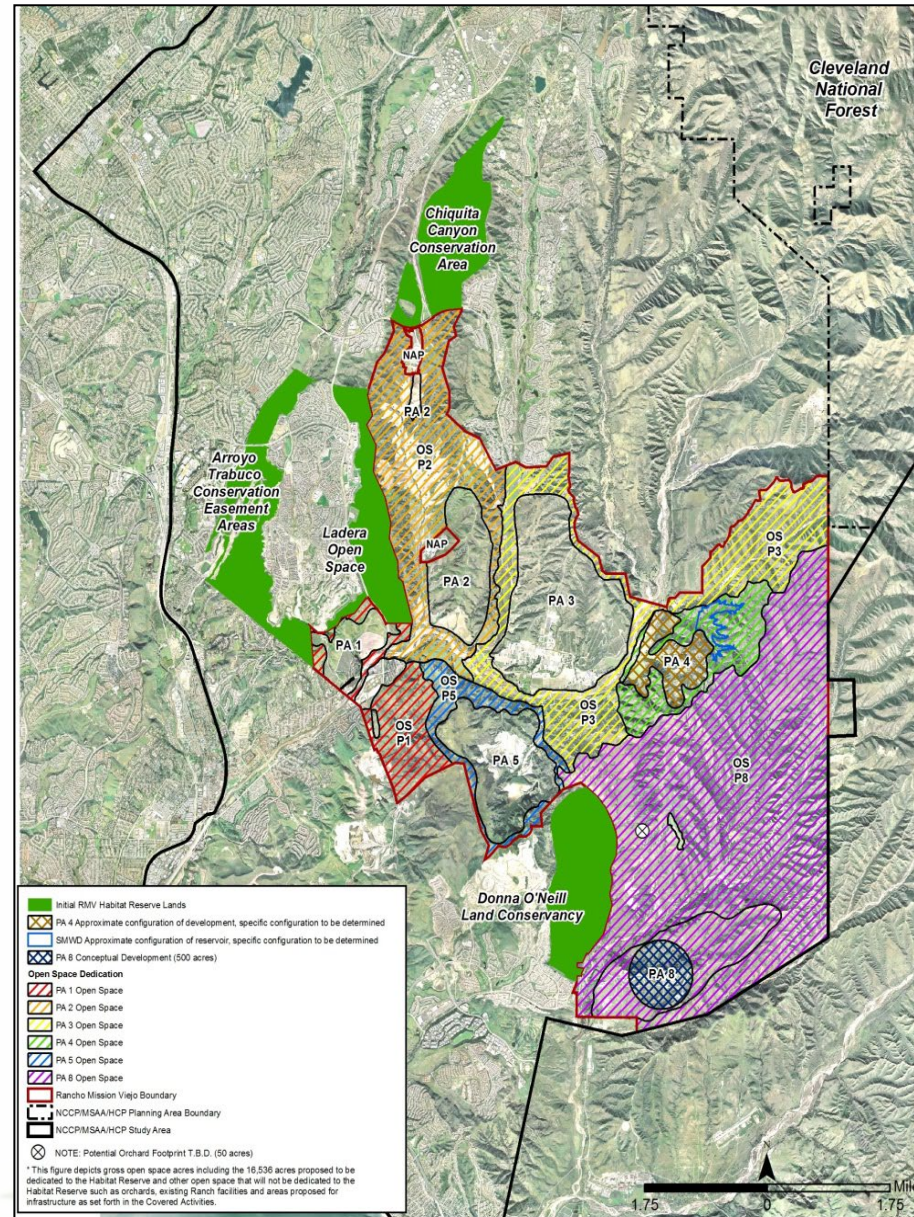 Cleveland
National
Forest
Chiquita
Canyon
Conservation
Area
NAP
PA 2
OS
P2
Arroyo
Trabuco
Conservation
Easement
Areas
Ladera
Open
Space
NAP
PA 2
PA 3
OS
P3
PA 1
PA 4
OS
P5
OS
P3
OS
P1
PA 5
OS
P8
Donna O'Neill
Land Conservancy
PA 8
Initial RMV Habitat Reserve Lands
PA 4 Approximate configuration of development, specific configuration to be determined
SMWD Approximate configuration of reservoir, specific configuration to be determined
PA 8 Conceptual Development (500 acres)
Open Space Dedication
PA 1 Open Space
PA 2 Open Space
PA 3 Open Space
PA 4 Open Space
PA 5 Open Space
PA 8 Open Space
Rancho Mission Viejo Boundary
NCCP/MSAA/HCP Planning Area Boundary
NCCP/MSAA/HCP Study Area
NOTE: Potential Orchard Footprint T.B.D. (50 acres)
* This figure depicts gross open space acres including the 16,536 acres proposed to be
dedicated to the Habitat Reserve and other open space that will not be dedicated to the
Habitat Reserve such as orchards, existing Ranch facilities and areas proposed for
infrastructure as set forth in the Covered Activities.
1.75 0 1.75 Mile